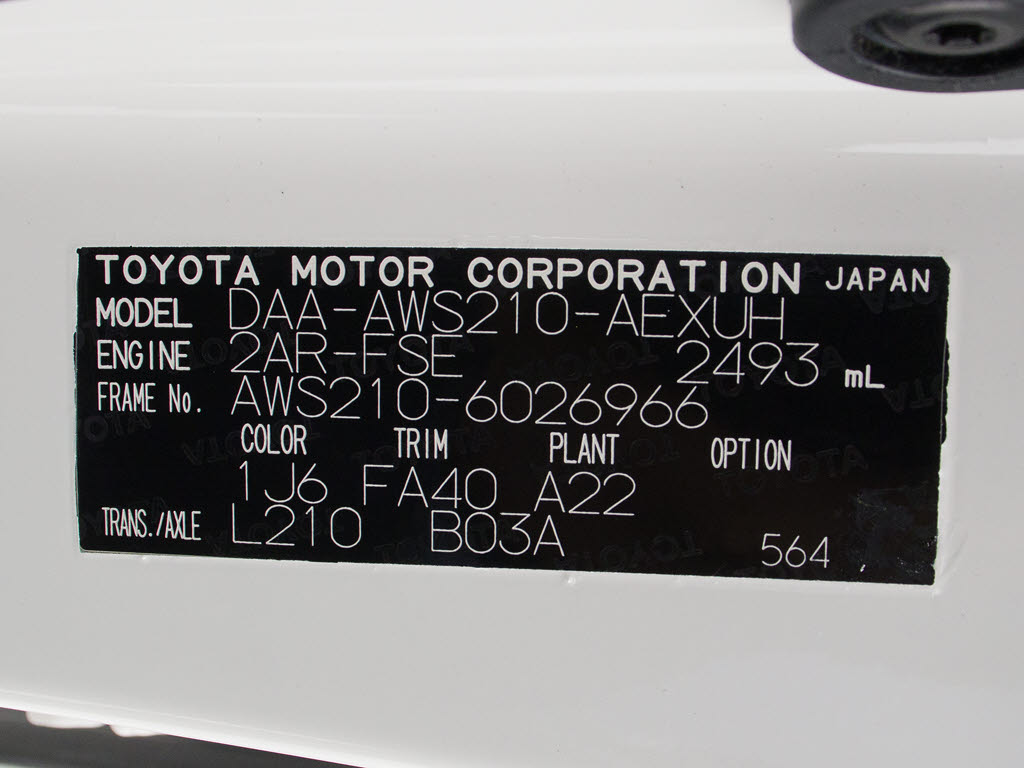 TOYOTA MOTOR CORPORATION JAPAN
MODEL DAA-AWS210-AEXUH
ENGINE 2AR-FSE 2493 mL
FRAME No. AWS210-6026966
COLOR TRIM PLANT OPTION
1J6 FA40 A22
TRANS./AXLE L210 B03A 564